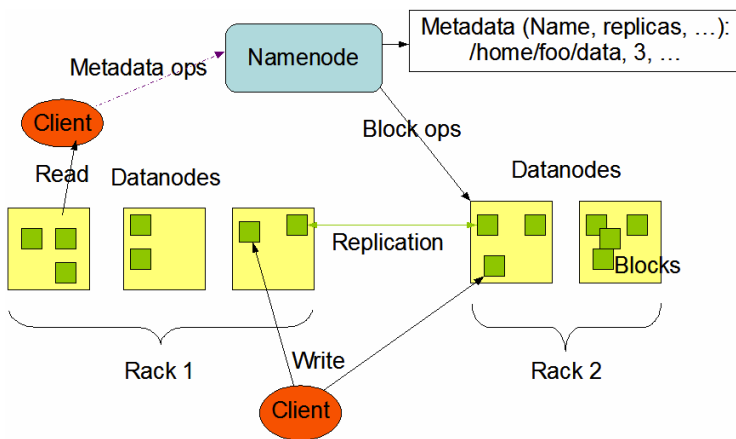 Metadata (Name, replicas, …):
/home/foo/data, 3, …
Namenode
Metadata ops
Client
Block ops
Read
Datanodes
Datanodes
Replication
Blocks
Rack 1
Write
Rack 2
Client